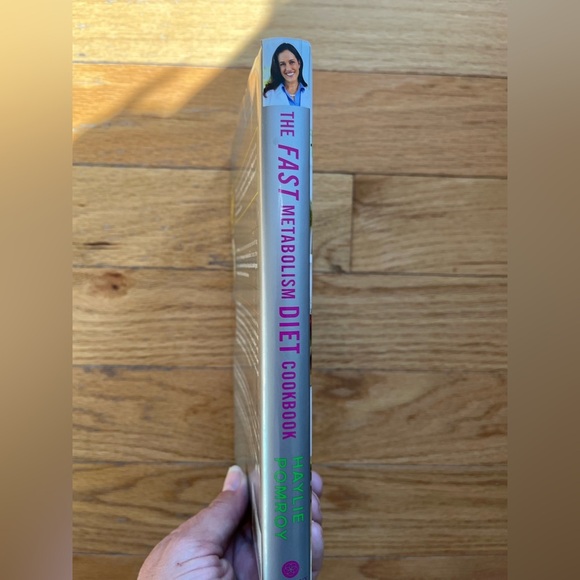 THE FAST METABOLISM DIET COOKBOOK
HAYLIE
POMROY